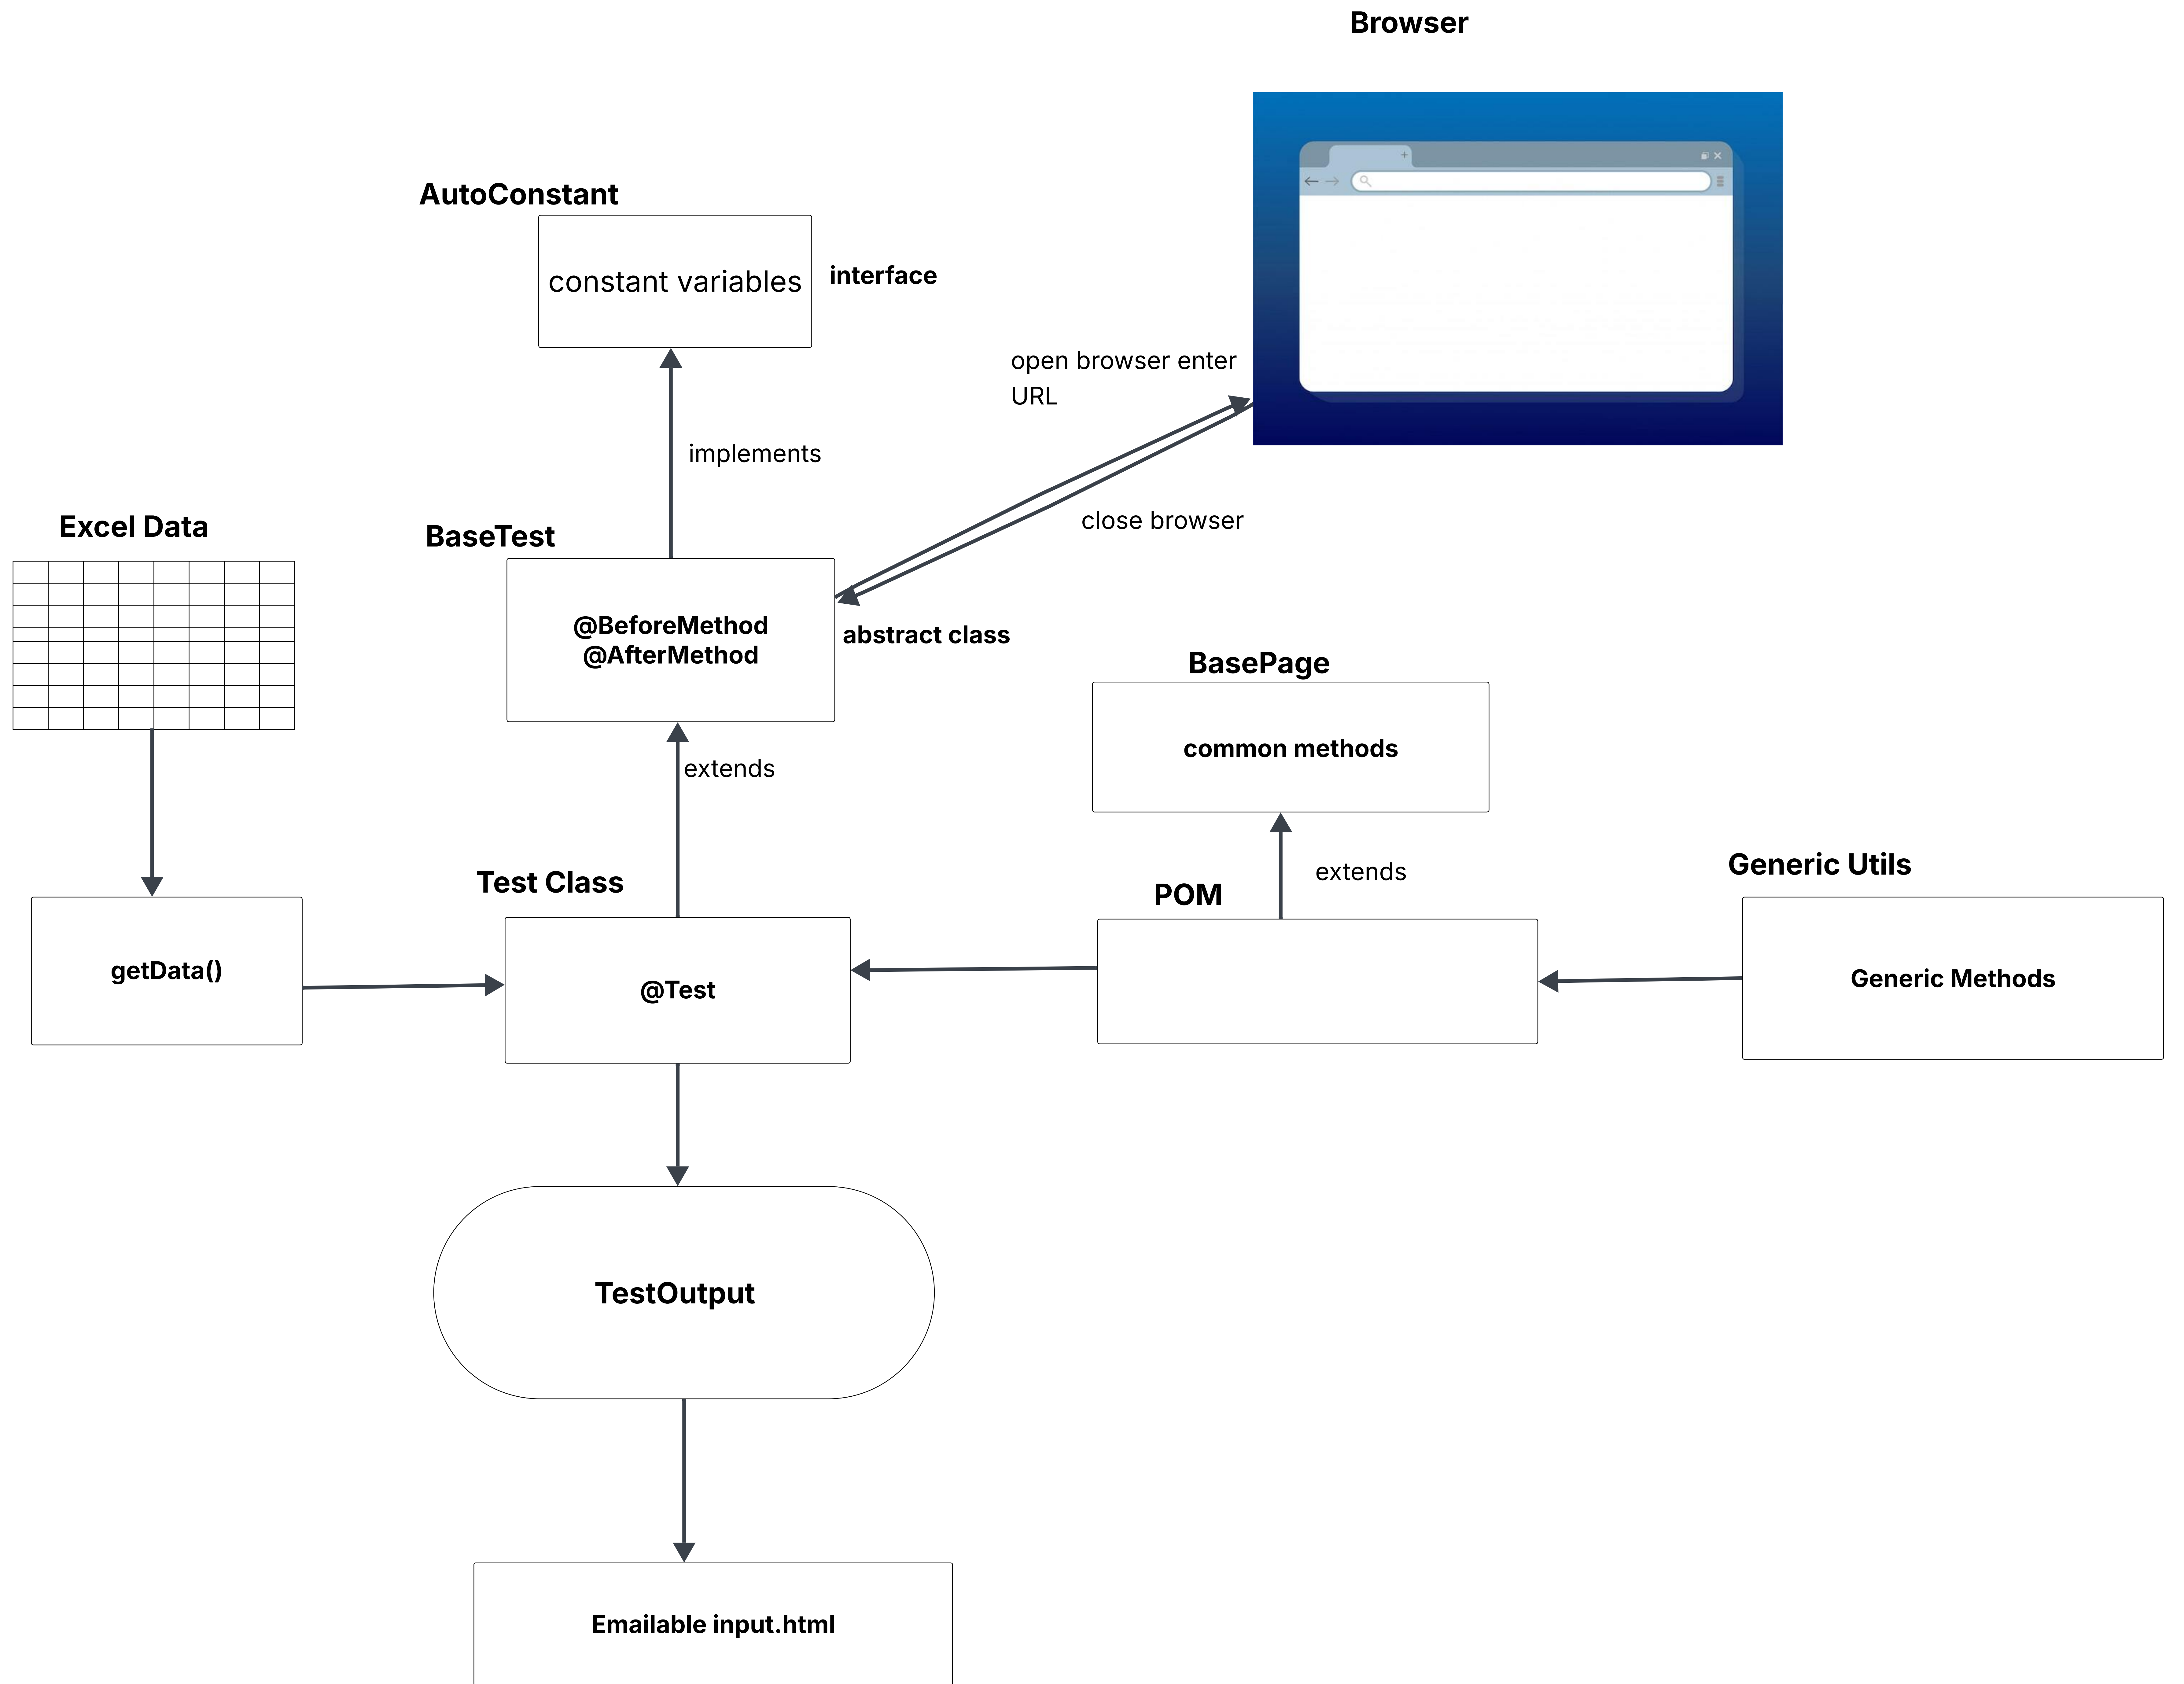 Browser
AutoConstant
constant variables
interface
open browser enter
URL
implements
close browser
Excel Data
BaseTest
@BeforeMethod
@AfterMethod
abstract class
BasePage
common methods
extends
extends
Generic Utils
Test Class
POM
getData()
@Test
Generic Methods
TestOutput
Emailable input.html